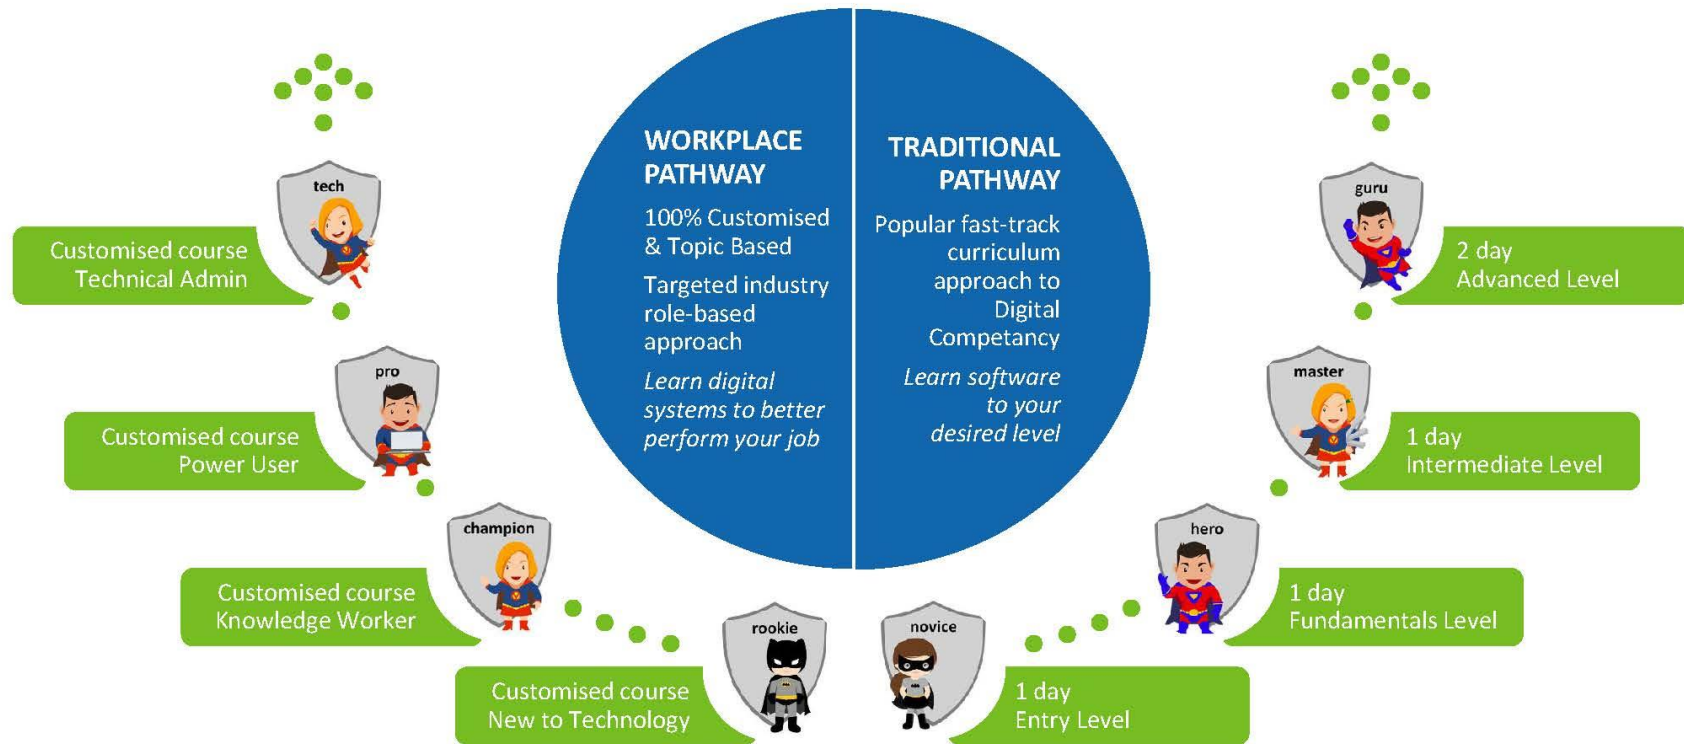 WORKPLACE
PATHWAY
100% Customised
& Topic Based
Targeted industry
role-based
approach
Learn digital
systems to better
perform your job
TRADITIONAL
PATHWAY
Popular fast-track
curriculum
approach to
Digital
Competancy
Learn software
to your
desired level
tech
Customised course
Technical Admin
pro
Customised course
Power User
champion
Customised course
Knowledge Worker
rookie
Customised course
New to Technology
guru
2 day
Advanced Level
master
1 day
Intermediate Level
hero
1 day
Fundamentals Level
novice
1 day
Entry Level